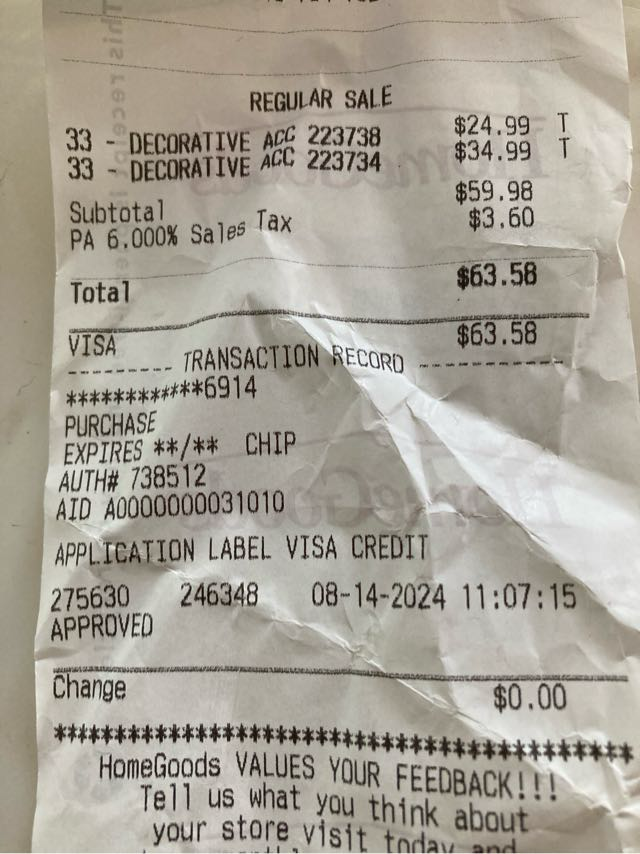 REGULAR SALE
33 - DECORATIVE ACC 223738 $24.99 T
33 - DECORATIVE ACC 223734 $34.99 T
Subtotal $59.98
PA 6.000% Sales Tax $3.60
Total $63.58
VISA $63.58
---------- TRANSACTION RECORD --------------
************6914
PURCHASE
EXPIRES **/** CHIP
AUTH# 738512
AID A0000000031010
APPLICATION LABEL VISA CREDIT
275630 246348 08-14-2024 11:07:15
APPROVED
Change $0.00
******************************************
HomeGoods VALUES YOUR FEEDBACK!!!
Tell us what you think about
your store visit today and